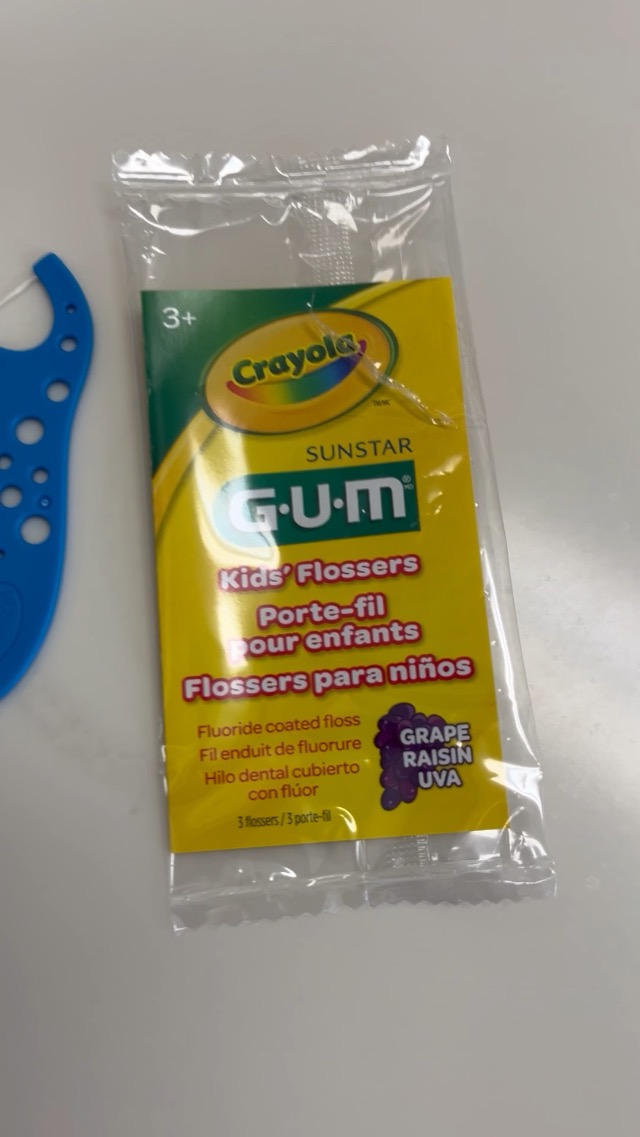 3+
Crayola
TM/MC
SUNSTAR
G·U·M®
MD
Kids' Flossers
Porte-fil
pour enfants
Flossers para niños
Fluoride coated floss
Fil enduit de fluorure
Hilo dental cubierto
con flúor
GRAPE
RAISIN
UVA
3 flossers / 3 porte-fil